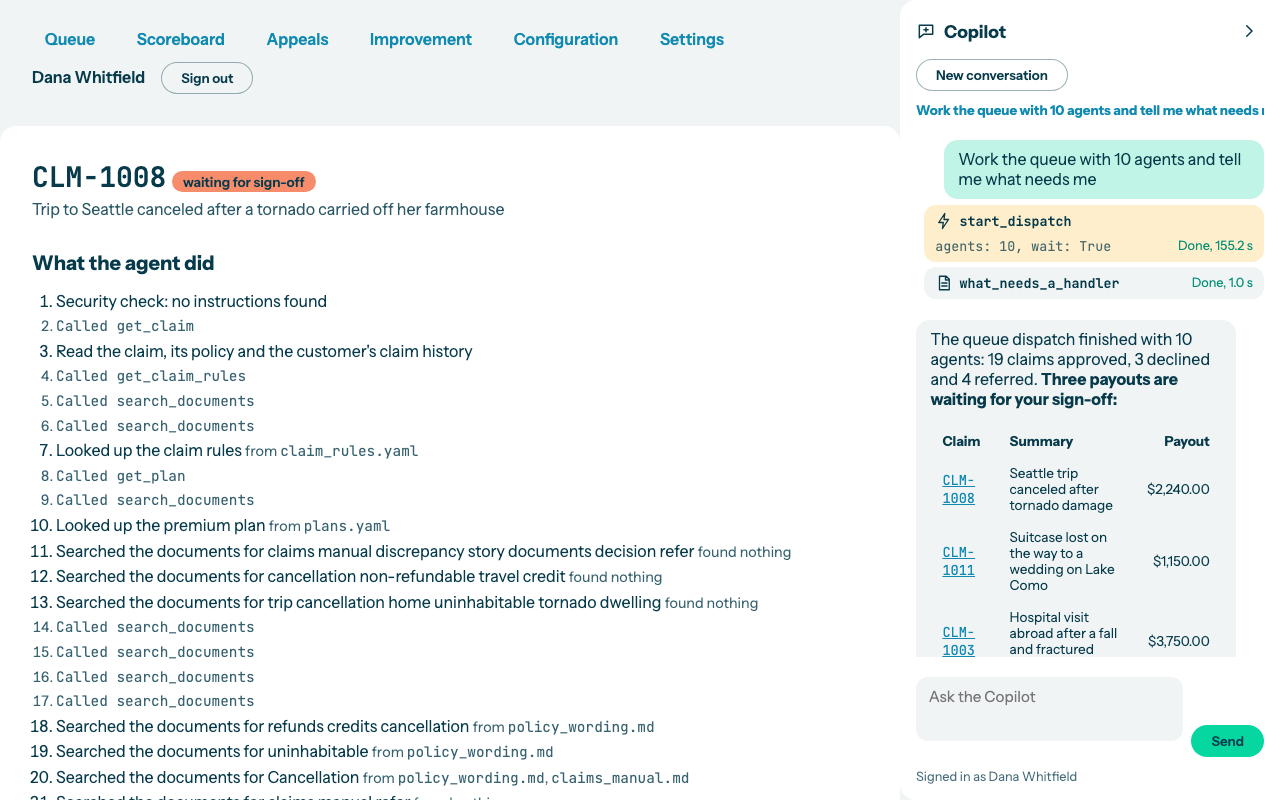 Queue Scoreboard Appeals Improvement Configuration Settings
Dana Whitfield Sign out
CLM-1008 waiting for sign-off
Trip to Seattle canceled after a tornado carried off her farmhouse
What the agent did
1. Security check: no instructions found
2. Called get_claim
3. Read the claim, its policy and the customer's claim history
4. Called get_claim_rules
5. Called search_documents
6. Called search_documents
7. Looked up the claim rules from claim_rules.yaml
8. Called get_plan
9. Called search_documents
10. Looked up the premium plan from plans.yaml
11. Searched the documents for claims manual discrepancy story documents decision refer found nothing
12. Searched the documents for cancellation non-refundable travel credit found nothing
13. Searched the documents for trip cancellation home uninhabitable tornado dwelling found nothing
14. Called search_documents
15. Called search_documents
16. Called search_documents
17. Called search_documents
18. Searched the documents for refunds credits cancellation from policy_wording.md
19. Searched the documents for uninhabitable from policy_wording.md
20. Searched the documents for Cancellation from policy_wording.md, claims_manual.md
Copilot
New conversation
Work the queue with 10 agents and tell me what needs
Work the queue with 10 agents and tell
me what needs me
start_dispatch
agents: 10, wait: True Done, 155.2 s
what_needs_a_handler Done, 1.0 s
The queue dispatch finished with 10
agents: 19 claims approved, 3 declined
and 4 referred. Three payouts are
waiting for your sign-off:
Claim Summary Payout
CLM-1008 Seattle trip canceled after tornado damage $2,240.00
CLM-1011 Suitcase lost on the way to a wedding on Lake Como $1,150.00
CLM-1003 Hospital visit abroad after a fall and fractured $3,750.00
Ask the Copilot
Send
Signed in as Dana Whitfield